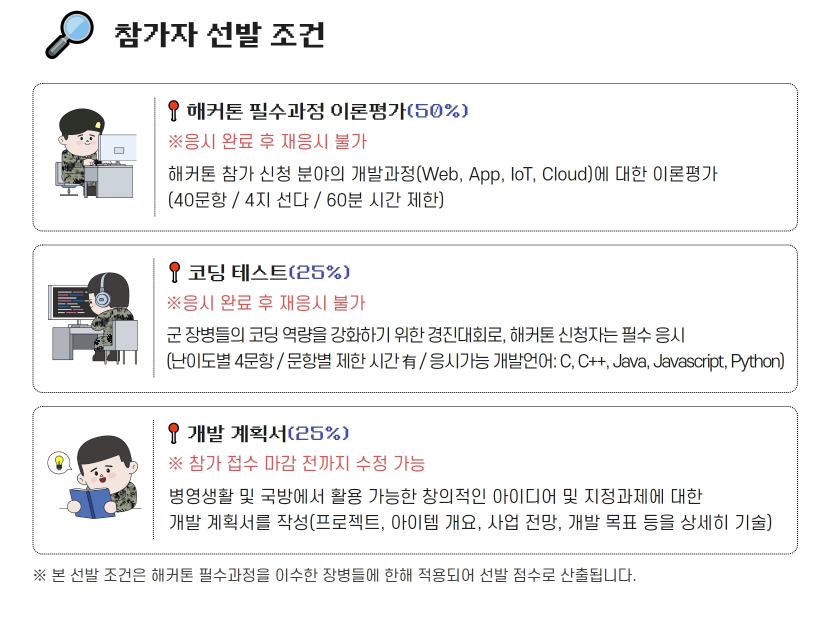 참가자 선발 조건
해커톤 필수과정 이론평가(50%)
※응시 완료 후 재응시 불가
해커톤 참가 신청 분야의 개발과정(Web, App, IoT, Cloud)에 대한 이론평가
(40문항 / 4지 선다 / 60분 시간 제한)
코딩 테스트(25%)
※응시 완료 후 재응시 불가
군 장병들의 코딩 역량을 강화하기 위한 경진대회로, 해커톤 신청자는 필수 응시
(난이도별 4문항 / 문항별 제한 시간 有 / 응시가능 개발언어: C, C++, Java, Javascript, Python)
개발 계획서(25%)
※ 참가 접수 마감 전까지 수정 가능
병영생활 및 국방에서 활용 가능한 창의적인 아이디어 및 지정과제에 대한
개발 계획서를 작성(프로젝트, 아이템 개요, 사업 전망, 개발 목표 등을 상세히 기술)
※ 본 선발 조건은 해커톤 필수과정을 이수한 장병들에 한해 적용되어 선발 점수로 산출됩니다.